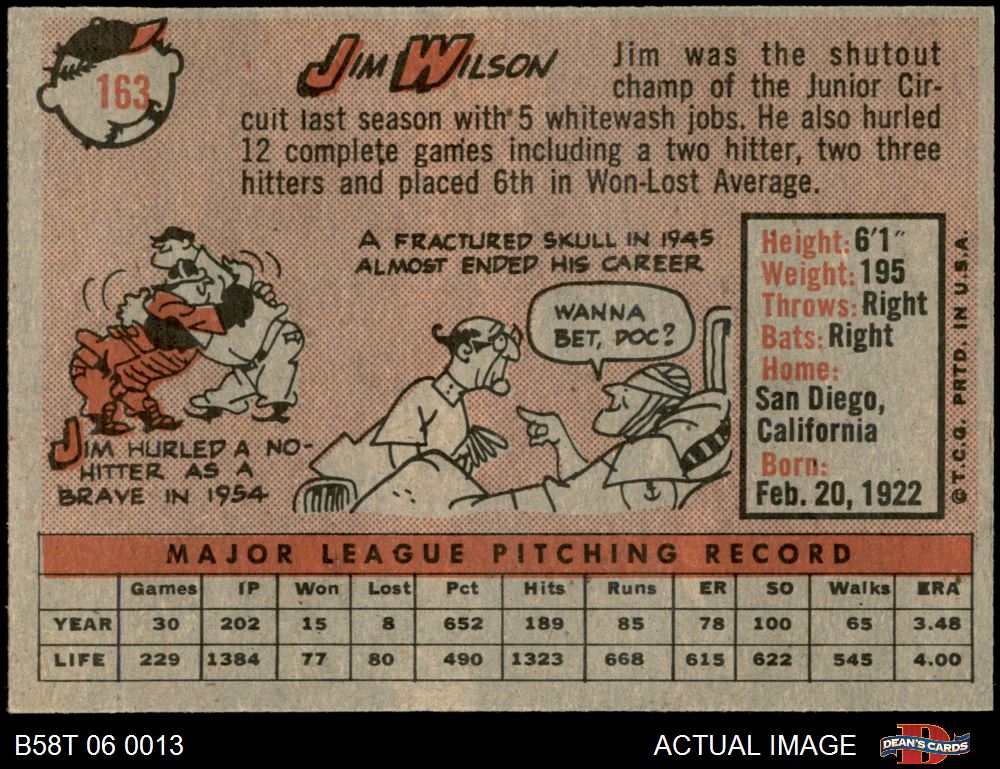 163
JIM WILSON
Jim was the shutout
champ of the Junior Cir-
cuit last season with 5 whitewash jobs. He also hurled
12 complete games including a two hitter, two three
hitters and placed 6th in Won-Lost Average.
JIM HURLED A NO-
HITTER AS A
BRAVE IN 1954
A FRACTURED SKULL IN 1945
ALMOST ENDED HIS CAREER
WANNA
BET, DOC?
Height: 6'1"
Weight: 195
Throws: Right
Bats: Right
Home:
San Diego,
California
Born:
Feb. 20, 1922
© T.C.G. PRTD. IN U.S.A.
MAJOR LEAGUE PITCHING RECORD
Games IP Won Lost Pct Hits Runs ER SO Walks ERA
YEAR 30 202 15 8 652 189 85 78 100 65 3.48
LIFE 229 1384 77 80 490 1323 668 615 622 545 4.00
B58T 06 0013 ACTUAL IMAGE DEAN'S CARDS